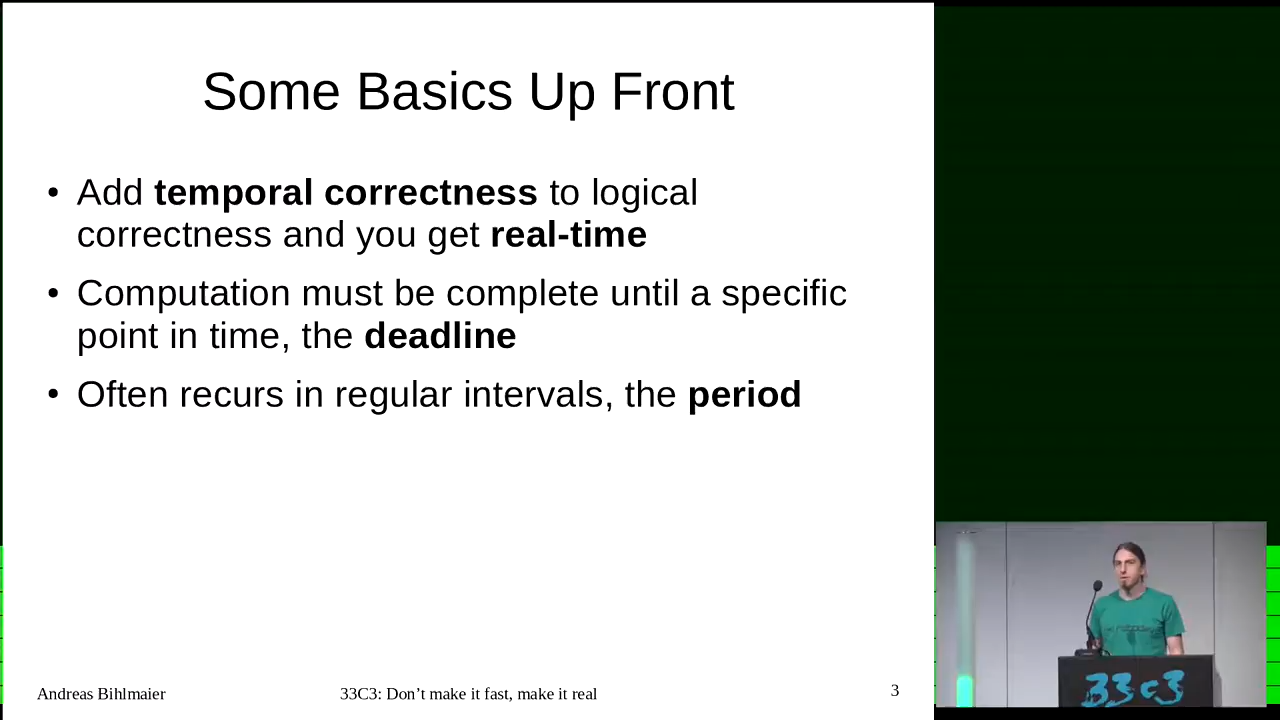 Some Basics Up Front
• Add temporal correctness to logical
correctness and you get real-time
• Computation must be complete until a specific
point in time, the deadline
• Often recurs in regular intervals, the period
Andreas Bihlmaier
33C3: Don’t make it fast, make it real
3
33c3